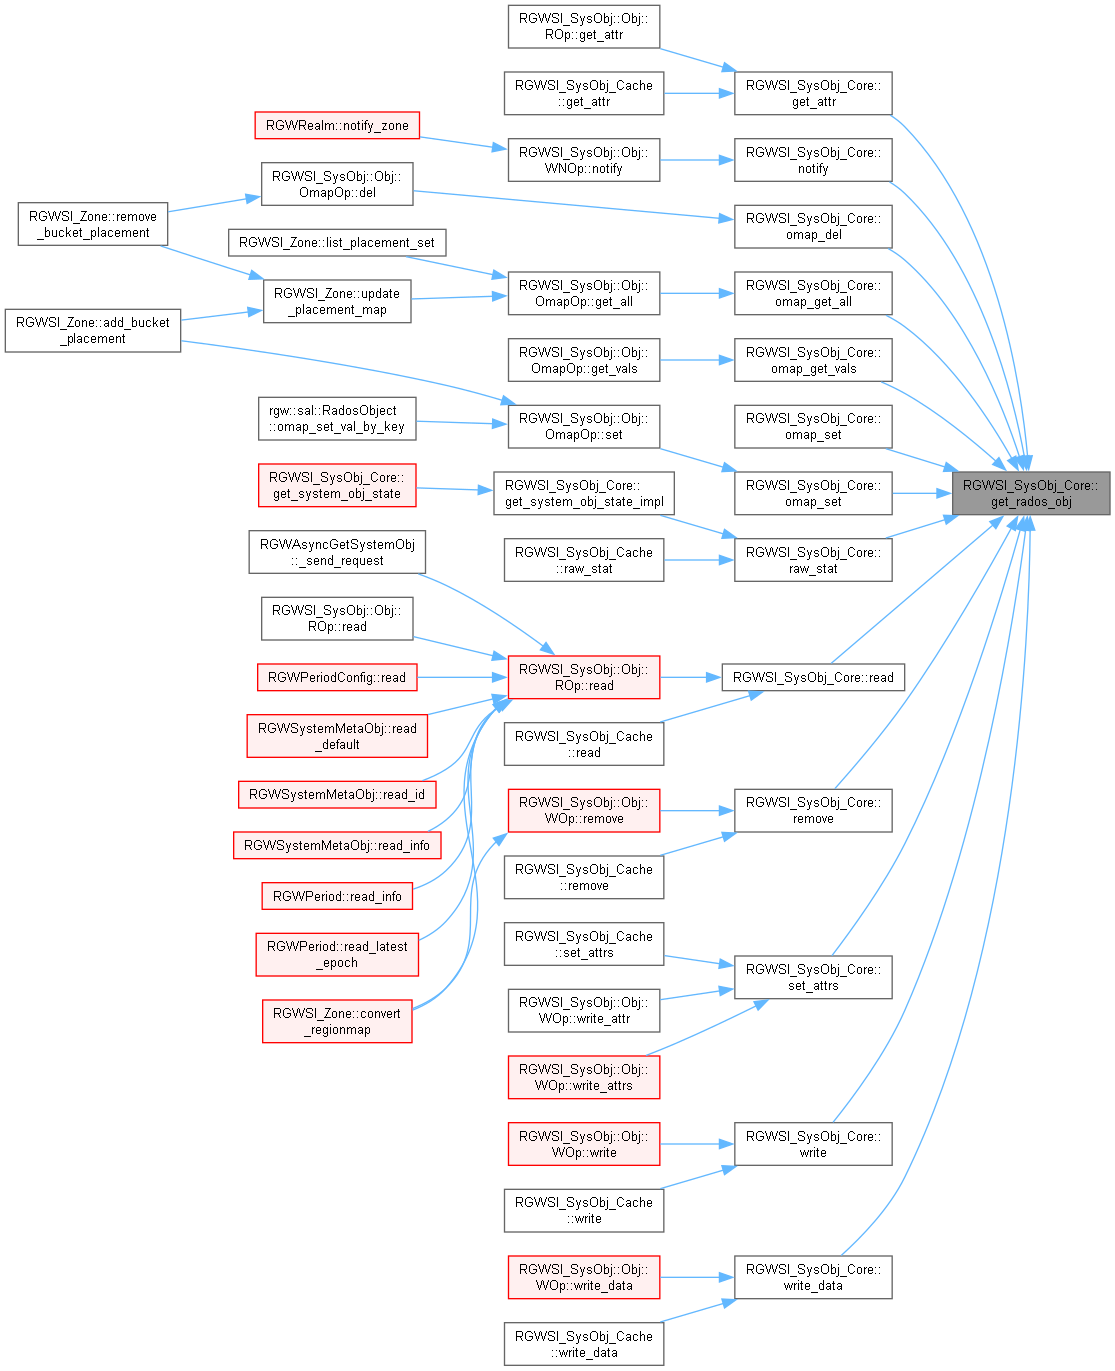 RGWSI_SysObj::Obj::
ROp::get_attr
RGWSI_SysObj_Cache
::get_attr
RGWSI_SysObj_Core::
get_attr
RGWRealm::notify_zone
RGWSI_SysObj::Obj::
WNOp::notify
RGWSI_SysObj_Core::
notify
RGWSI_SysObj::Obj::
OmapOp::del
RGWSI_Zone::remove
_bucket_placement
RGWSI_SysObj_Core::
omap_del
RGWSI_Zone::list_placement_set
RGWSI_Zone::update
_placement_map
RGWSI_SysObj::Obj::
OmapOp::get_all
RGWSI_SysObj_Core::
omap_get_all
RGWSI_Zone::add_bucket
_placement
RGWSI_SysObj::Obj::
OmapOp::get_vals
RGWSI_SysObj_Core::
omap_get_vals
rgw::sal::RadosObject
::omap_set_val_by_key
RGWSI_SysObj::Obj::
OmapOp::set
RGWSI_SysObj_Core::
omap_set
RGWSI_SysObj_Core::
get_system_obj_state
RGWSI_SysObj_Core::
get_system_obj_state_impl
RGWSI_SysObj_Core::
omap_set
RGWSI_SysObj_Core::
get_rados_obj
RGWAsyncGetSystemObj
::_send_request
RGWSI_SysObj_Cache
::raw_stat
RGWSI_SysObj_Core::
raw_stat
RGWSI_SysObj::Obj::
ROp::read
RGWPeriodConfig::read
RGWSI_SysObj::Obj::
ROp::read
RGWSI_SysObj_Core::read
RGWSystemMetaObj::read
_default
RGWSI_SysObj_Cache
::read
RGWSystemMetaObj::read_id
RGWSI_SysObj::Obj::
WOp::remove
RGWSI_SysObj_Core::
remove
RGWSystemMetaObj::read_info
RGWSI_SysObj_Cache
::remove
RGWPeriod::read_info
RGWPeriod::read_latest
_epoch
RGWSI_SysObj_Cache
::set_attrs
RGWSI_SysObj_Core::
set_attrs
RGWSI_Zone::convert
_regionmap
RGWSI_SysObj::Obj::
WOp::write_attr
RGWSI_SysObj::Obj::
WOp::write_attrs
RGWSI_SysObj::Obj::
WOp::write
RGWSI_SysObj_Core::
write
RGWSI_SysObj_Cache
::write
RGWSI_SysObj::Obj::
WOp::write_data
RGWSI_SysObj_Core::
write_data
RGWSI_SysObj_Cache
::write_data